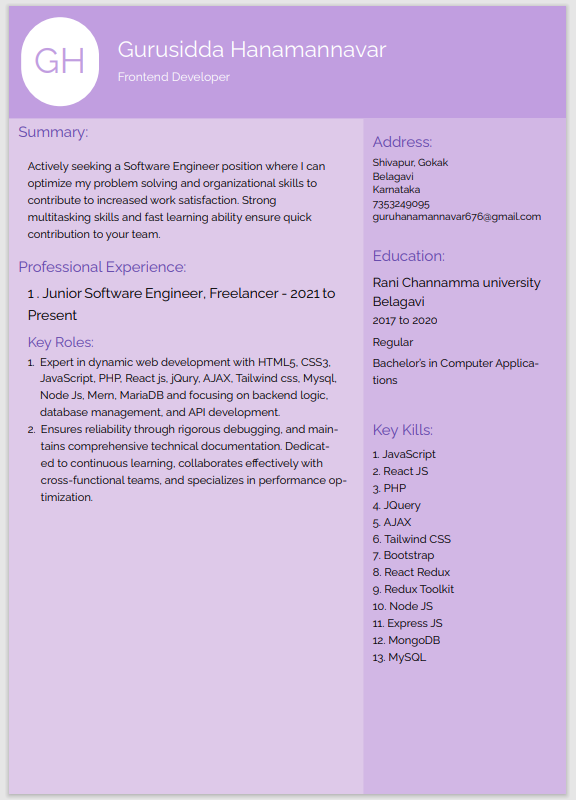 GH
Gurusidda Hanamannavar
Frontend Developer
Summary:
Actively seeking a Software Engineer position where I can
optimize my problem solving and organizational skills to
contribute to increased work satisfaction. Strong
multitasking skills and fast learning ability ensure quick
contribution to your team.
Professional Experience:
1 . Junior Software Engineer, Freelancer - 2021 to
Present
Key Roles:
1. Expert in dynamic web development with HTML5, CSS3,
JavaScript, PHP, React js, jQury, AJAX, Tailwind css, Mysql,
Node Js, Mern, MariaDB and focusing on backend logic,
database management, and API development.
2. Ensures reliability through rigorous debugging, and main-
tains comprehensive technical documentation. Dedicat-
ed to continuous learning, collaborates effectively with
cross-functional teams, and specializes in performance op-
timization.
Address:
Shivapur, Gokak
Belagavi
Karnataka
7353249095
guruhanamannavar676@gmail.com
Education:
Rani Channamma university
Belagavi
2017 to 2020
Regular
Bachelor's in Computer Applica-
tions
Key Kills:
1. JavaScript
2. React JS
3. PHP
4. JQuery
5. AJAX
6. Tailwind CSS
7. Bootstrap
8. React Redux
9. Redux Toolkit
10. Node JS
11. Express JS
12. MongoDB
13. MySQL